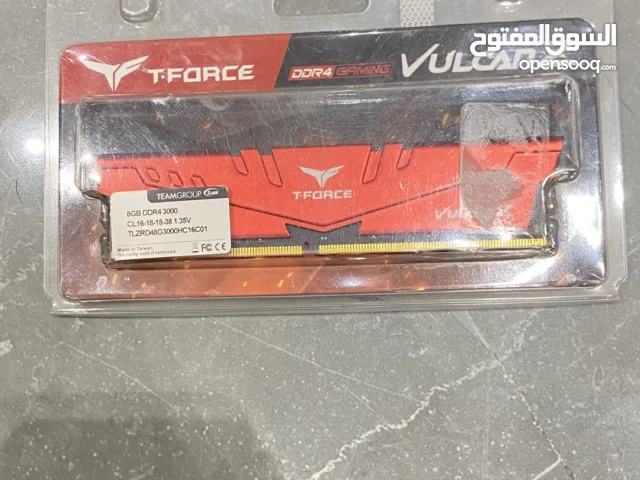 السوق المفتوح
opensooq.com
T-FORCE
DDR4 GAMING
T-FORCE
TEAMGROUP
8GB DDR4 3000
CL16-18-18-38 1.35V
TLZRD48G3000HC16C01
Made in Taiwan
Warranty void if removed